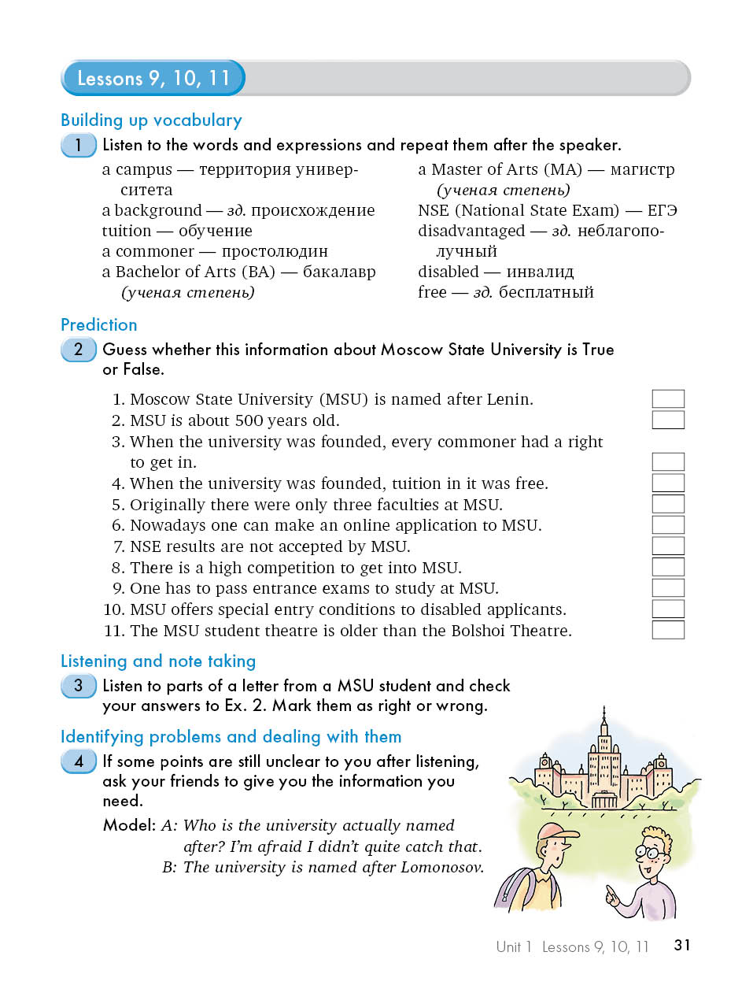 Lessons 9, 10, 11
Building up vocabulary
1 Listen to the words and expressions and repeat them after the speaker.
a campus — территория универ-
ситета
a background — зд. происхождение
tuition — обучение
a commoner — простолюдин
a Bachelor of Arts (BA) — бакалавр
(ученая степень)
a Master of Arts (MA) — магистр
(ученая степень)
NSE (National State Exam) — ЕГЭ
disadvantaged — зд. неблагопо-
лучный
disabled — инвалид
free — зд. бесплатный
Prediction
2 Guess whether this information about Moscow State University is True
or False.
1. Moscow State University (MSU) is named after Lenin.
2. MSU is about 500 years old.
3. When the university was founded, every commoner had a right
to get in.
4. When the university was founded, tuition in it was free.
5. Originally there were only three faculties at MSU.
6. Nowadays one can make an online application to MSU.
7. NSE results are not accepted by MSU.
8. There is a high competition to get into MSU.
9. One has to pass entrance exams to study at MSU.
10. MSU offers special entry conditions to disabled applicants.
11. The MSU student theatre is older than the Bolshoi Theatre.
Listening and note taking
3 Listen to parts of a letter from a MSU student and check
your answers to Ex. 2. Mark them as right or wrong.
Identifying problems and dealing with them
4 If some points are still unclear to you after listening,
ask your friends to give you the information you
need.
Model: A: Who is the university actually named
after? I'm afraid I didn't quite catch that.
B: The university is named after Lomonosov.
Unit 1 Lessons 9, 10, 11 31